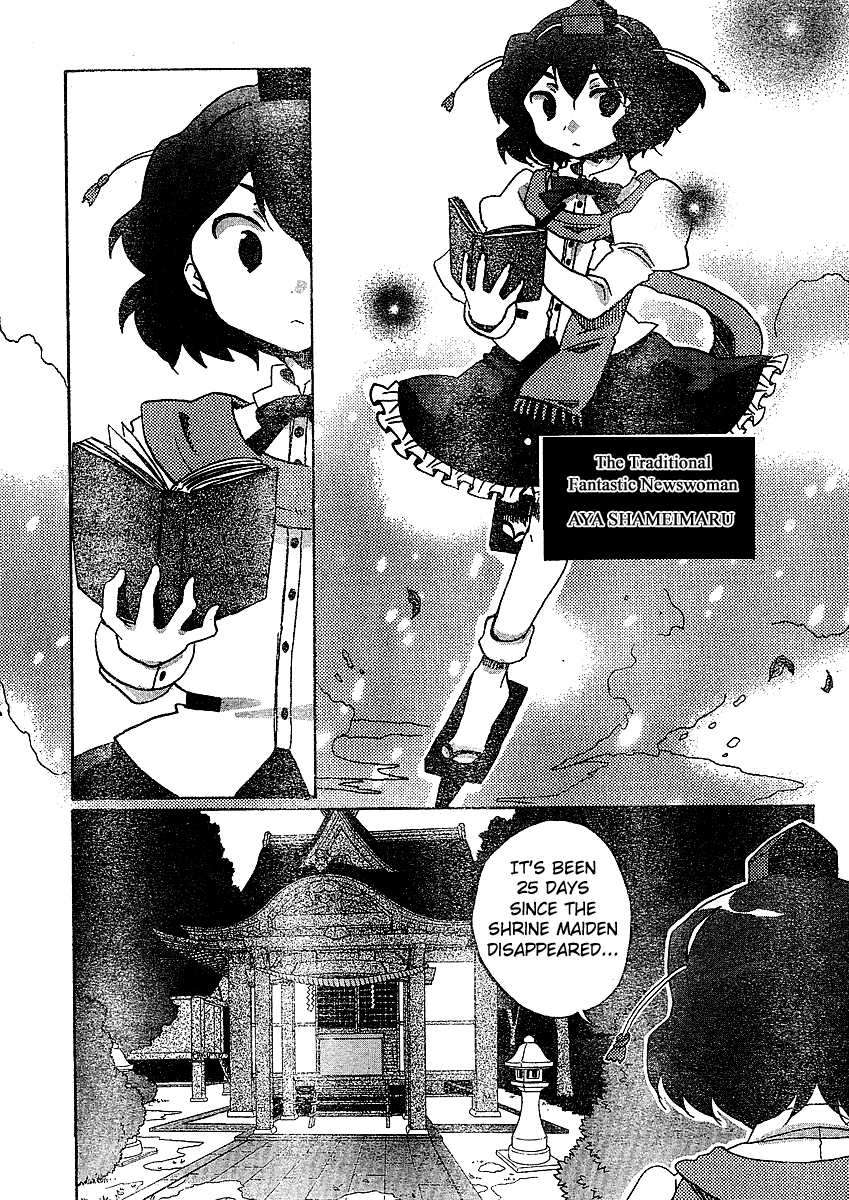 The Traditional
Fantastic Newswoman
AYA SHAMEIMARU
IT'S BEEN
25 DAYS
SINCE THE
SHRINE MAIDEN
DISAPPEARED...